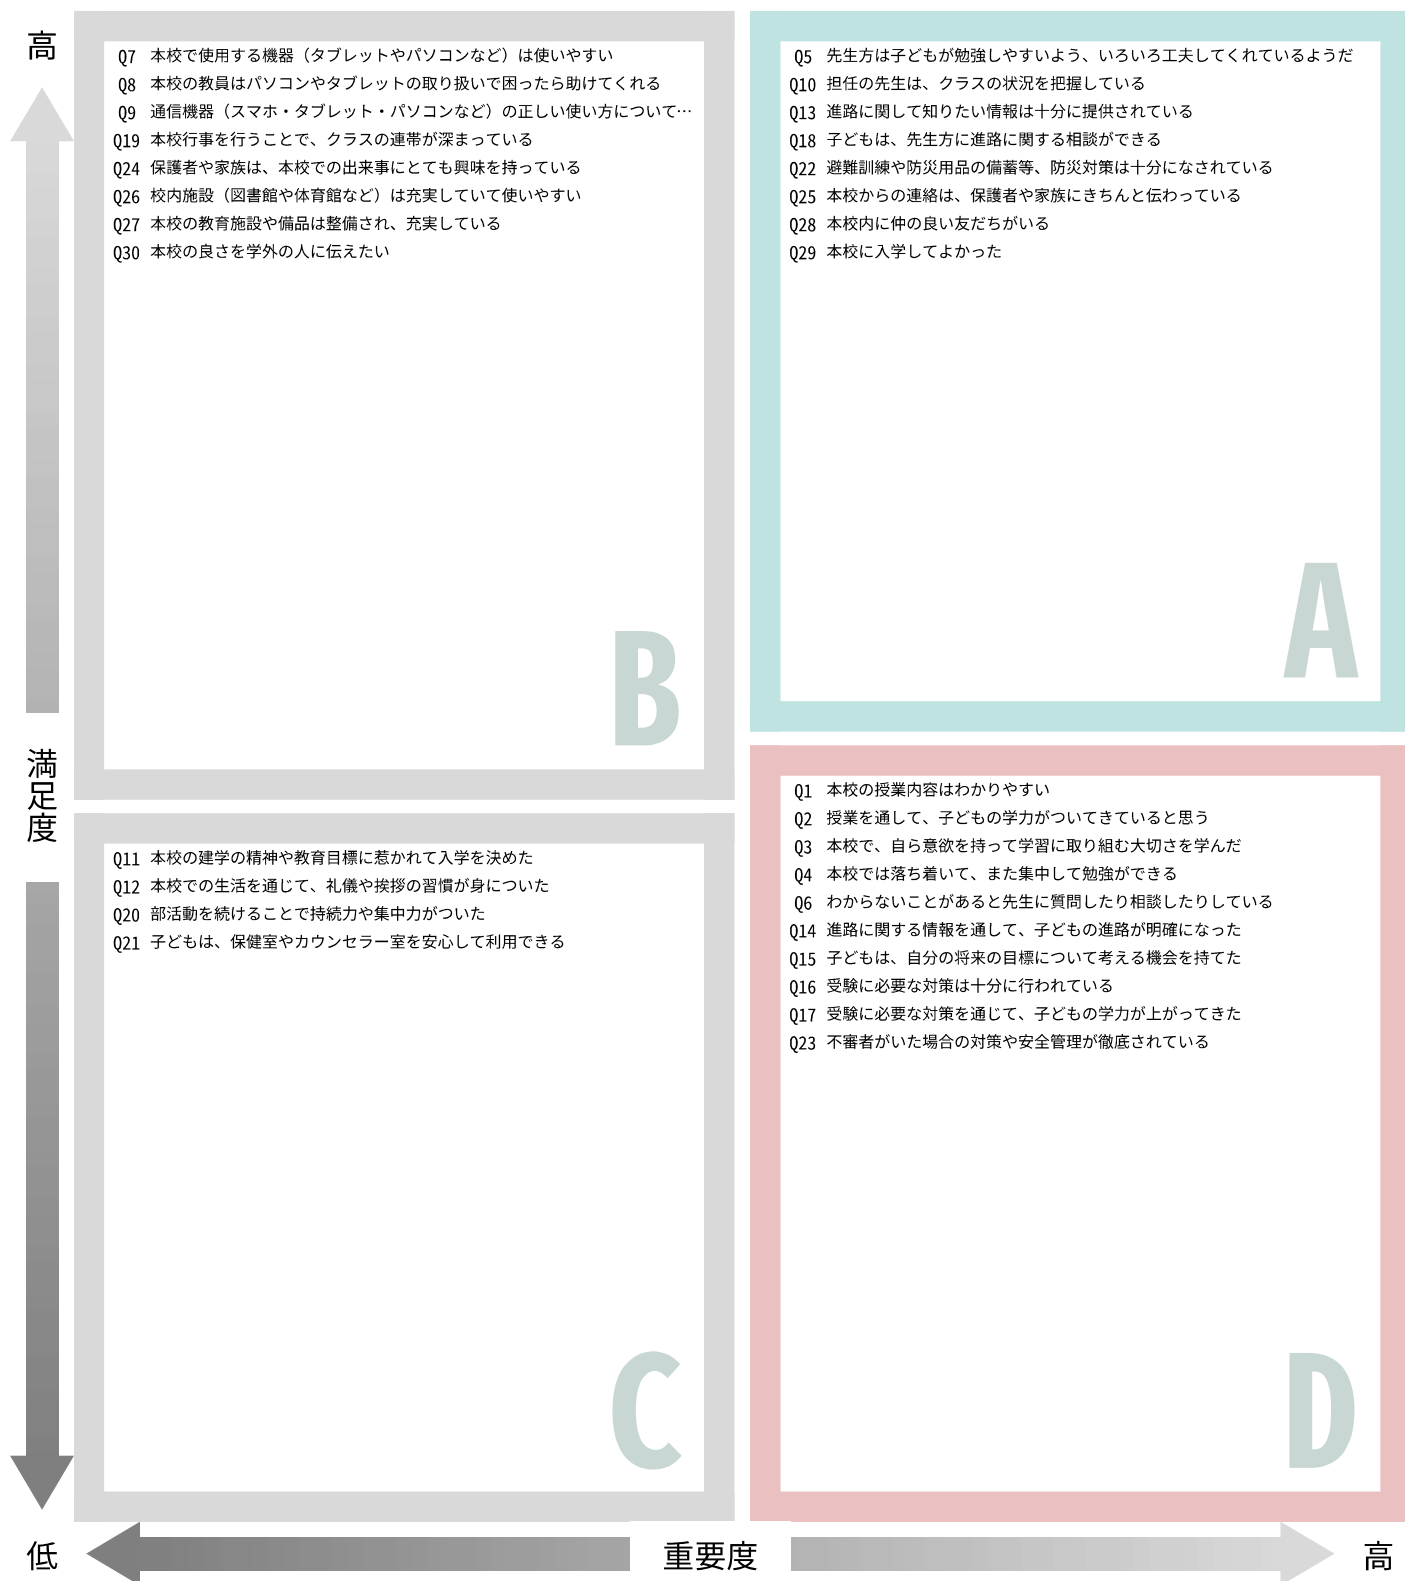 高
Q7 本校で使用する機器（タブレットやパソコンなど）は使いやすい
Q8 本校の教員はパソコンやタブレットの取り扱いで困ったら助けてくれる
Q9 通信機器（スマホ・タブレット・パソコンなど）の正しい使い方について…
Q19 本校行事を行うことで、クラスの連帯が深まっている
Q24 保護者や家族は、本校での出来事にとても興味を持っている
Q26 校内施設（図書館や体育館など）は充実していて使いやすい
Q27 本校の教育施設や備品は整備され、充実している
Q30 本校の良さを学外の人に伝えたい
B
Q5 先生方は子どもが勉強しやすいよう、いろいろ工夫してくれているようだ
Q10 担任の先生は、クラスの状況を把握している
Q13 進路に関して知りたい情報は十分に提供されている
Q18 子どもは、先生方に進路に関する相談ができる
Q22 避難訓練や防災用品の備蓄等、防災対策は十分になされている
Q25 本校からの連絡は、保護者や家族にきちんと伝わっている
Q28 本校内に仲の良い友だちがいる
Q29 本校に入学してよかった
A
満足度
Q11 本校の建学の精神や教育目標に惹かれて入学を決めた
Q12 本校での生活を通じて、礼儀や挨拶の習慣が身についた
Q20 部活動を続けることで持続力や集中力がついた
Q21 子どもは、保健室やカウンセラー室を安心して利用できる
C
Q1 本校の授業内容はわかりやすい
Q2 授業を通して、子どもの学力がついてきていると思う
Q3 本校で、自ら意欲を持って学習に取り組む大切さを学んだ
Q4 本校では落ち着いて、また集中して勉強ができる
Q6 わからないことがあると先生に質問したり相談したりしている
Q14 進路に関する情報を通して、子どもの進路が明確になった
Q15 子どもは、自分の将来の目標について考える機会を持てた
Q16 受験に必要な対策は十分に行われている
Q17 受験に必要な対策を通じて、子どもの学力が上がってきた
Q23 不審者がいた場合の対策や安全管理が徹底されている
D
低
重要度
高